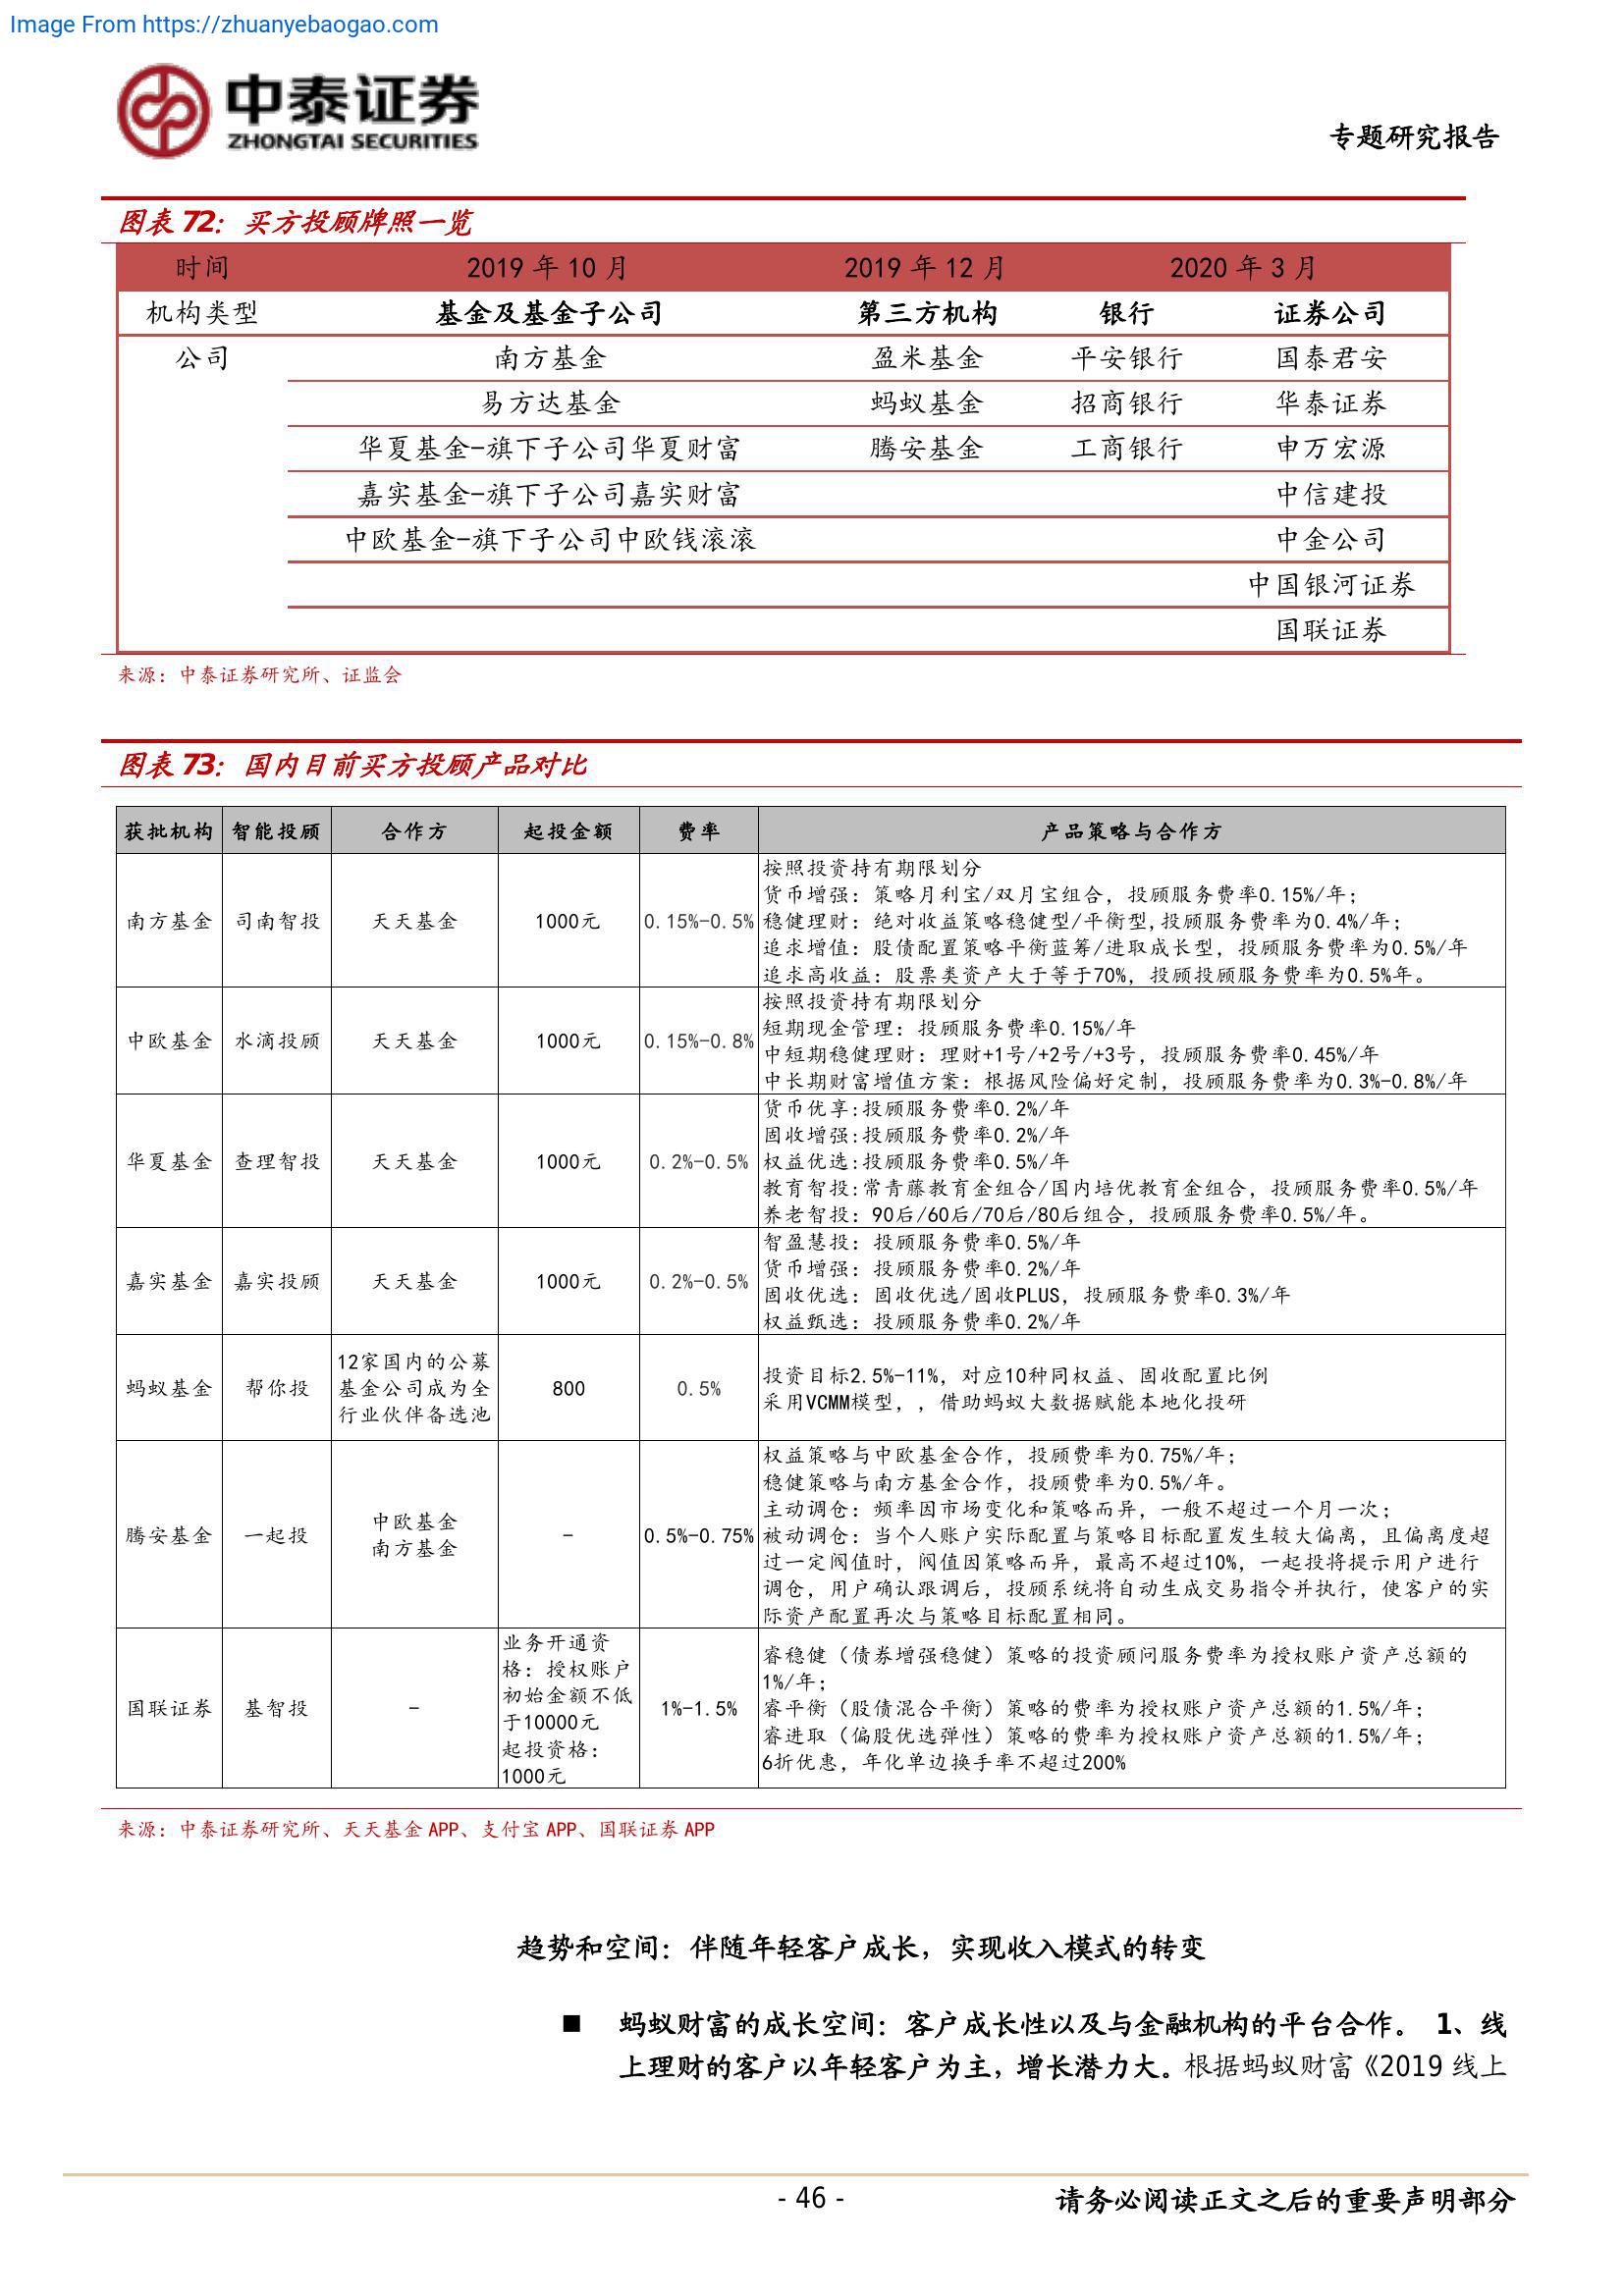 Image From https://zhuanyebaogao.com
中泰证券
ZHONGTAI SECURITIES
专题研究报告
图表 72：买方投顾牌照一览
时间 2019 年 10 月 2019 年 12 月 2020 年 3 月
机构类型 基金及基金子公司 第三方机构 银行 证券公司
公司 南方基金 盈米基金 平安银行 国泰君安
易方达基金 蚂蚁基金 招商银行 华泰证券
华夏基金-旗下子公司华夏财富 腾安基金 工商银行 申万宏源
嘉实基金-旗下子公司嘉实财富 中信建投
中欧基金-旗下子公司中欧钱滚滚 中金公司
中国银河证券
国联证券
来源：中泰证券研究所、证监会
图表 73：国内目前买方投顾产品对比
获批机构 智能投顾 合作方 起投金额 费率 产品策略与合作方
南方基金 司南智投 天天基金 1000元 0.15%-0.5%
按照投资持有期限划分
货币增强：策略月利宝/双月宝组合，投顾服务费率0.15%/年；
稳健理财：绝对收益策略稳健型/平衡型,投顾服务费率为0.4%/年；
追求增值：股债配置策略平衡蓝筹/进取成长型，投顾服务费率为0.5%/年
追求高收益：股票类资产大于等于70%，投顾投顾服务费率为0.5%年。
中欧基金 水滴投顾 天天基金 1000元 0.15%-0.8%
按照投资持有期限划分
短期现金管理：投顾服务费率0.15%/年
中短期稳健理财：理财+1号/+2号/+3号，投顾服务费率0.45%/年
中长期财富增值方案：根据风险偏好定制，投顾服务费率为0.3%-0.8%/年
华夏基金 查理智投 天天基金 1000元 0.2%-0.5%
货币优享:投顾服务费率0.2%/年
固收增强:投顾服务费率0.2%/年
权益优选:投顾服务费率0.5%/年
教育智投:常青藤教育金组合/国内培优教育金组合，投顾服务费率0.5%/年
养老智投：90后/60后/70后/80后组合，投顾服务费率0.5%/年。
嘉实基金 嘉实投顾 天天基金 1000元 0.2%-0.5%
智盈慧投：投顾服务费率0.5%/年
货币增强：投顾服务费率0.2%/年
固收优选：固收优选/固收PLUS，投顾服务费率0.3%/年
权益甄选：投顾服务费率0.2%/年
蚂蚁基金 帮你投
12家国内的公募
基金公司成为全
行业伙伴备选池
800 0.5%
投资目标2.5%-11%，对应10种同权益、固收配置比例
采用VCMM模型，，借助蚂蚁大数据赋能本地化投研
腾安基金 一起投
中欧基金
南方基金
- 0.5%-0.75%
权益策略与中欧基金合作，投顾费率为0.75%/年；
稳健策略与南方基金合作，投顾费率为0.5%/年。
主动调仓：频率因市场变化和策略而异，一般不超过一个月一次；
被动调仓：当个人账户实际配置与策略目标配置发生较大偏离，且偏离度超
过一定阀值时，阀值因策略而异，最高不超过10%，一起投将提示用户进行
调仓，用户确认跟调后，投顾系统将自动生成交易指令并执行，使客户的实
际资产配置再次与策略目标配置相同。
国联证券 基智投 -
业务开通资
格：授权账户
初始金额不低
于10000元
起投资格：
1000元
1%-1.5%
睿稳健（债券增强稳健）策略的投资顾问服务费率为授权账户资产总额的
1%/年；
睿平衡（股债混合平衡）策略的费率为授权账户资产总额的1.5%/年；
睿进取（偏股优选弹性）策略的费率为授权账户资产总额的1.5%/年；
6折优惠，年化单边换手率不超过200%
来源：中泰证券研究所、天天基金 APP、支付宝 APP、国联证券 APP
趋势和空间：伴随年轻客户成长，实现收入模式的转变
■ 蚂蚁财富的成长空间：客户成长性以及与金融机构的平台合作。 1、线
上理财的客户以年轻客户为主，增长潜力大。根据蚂蚁财富《2019 线上
- 46 -
请务必阅读正文之后的重要声明部分